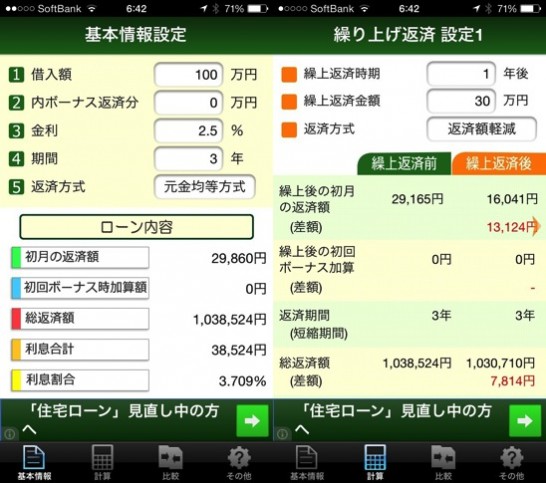 ●●○○○ SoftBank 6:42 71%
基本情報設定
1 借入額 100 万円
2 内ボーナス返済分 0 万円
3 金利 2.5 %
4 期間 3 年
5 返済方式 元金均等方式
ローン内容
初月の返済額 29,860円
初回ボーナス時加算額 0円
総返済額 1,038,524円
利息合計 38,524円
利息割合 3.709%
「住宅ローン」見直し中の方
へ
基本情報 計算 比較 その他
●●○○○ SoftBank 6:42 71%
繰り上げ返済 設定1
繰上返済時期 1 年後
繰上返済金額 30 万円
返済方式 返済額軽減
繰上返済前 繰上返済後
繰上後の初月
の返済額 29,165円 16,041円
(差額) 13,124円
繰上後の初回
ボーナス加算 0円 0円
(差額) -
返済期間 3年 3年
(短縮期間)
総返済額 1,038,524円 1,030,710円
(差額) 7,814円
「住宅ローン」見直し中の方
へ
基本情報 計算 比較 その他